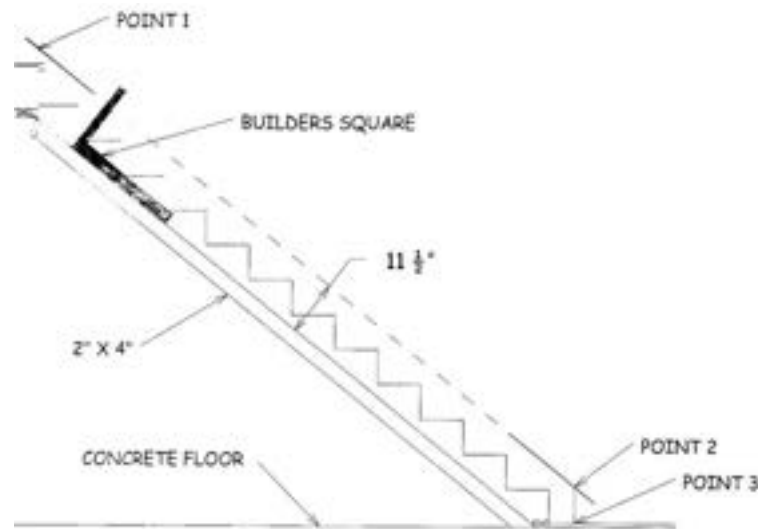 POINT 1
BUILDERS SQUARE
11 ½"
2" X 4"
CONCRETE FLOOR
POINT 2
POINT 3